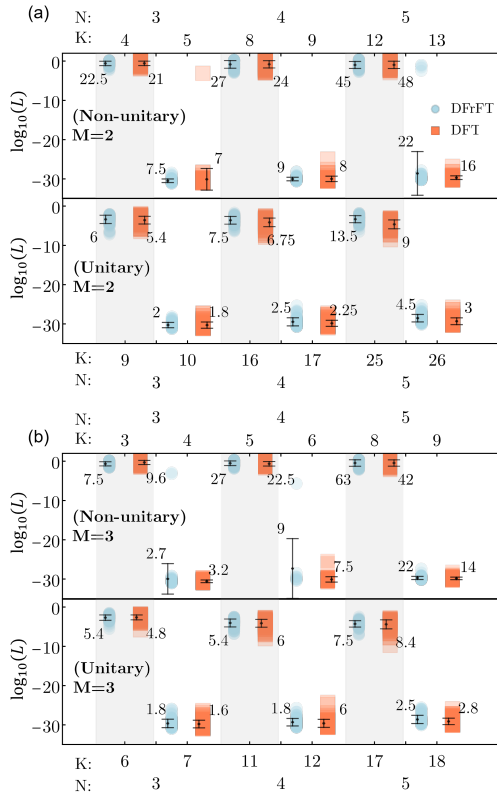 (a)
N: 3 4 5
K: 4 5 8 9 12 13
0
22.5 21 27 24 45 48
−10
DFrFT
DFT
(Non-unitary)
M=2
−20
log10(L)
7.5 7 9 8 22 16
−30
0
6 5.4 7.5 6.75 13.5 9
−10
(Unitary)
M=2
−20
log10(L)
2 1.8 2.5 2.25 4.5 3
−30
K: 9 10 16 17 25 26
N: 3 4 5
(b)
N: 3 4 5
K: 3 4 5 6 8 9
0
7.5 9.6 27 22.5 63 42
−10
(Non-unitary)
M=3
−20
log10(L)
2.7 3.2 9 7.5 22 14
−30
0
5.4 4.8 5.4 6 7.5 8.4
−10
(Unitary)
M=3
−20
log10(L)
1.8 1.6 1.8 6 2.5 2.8
−30
K: 6 7 11 12 17 18
N: 3 4 5